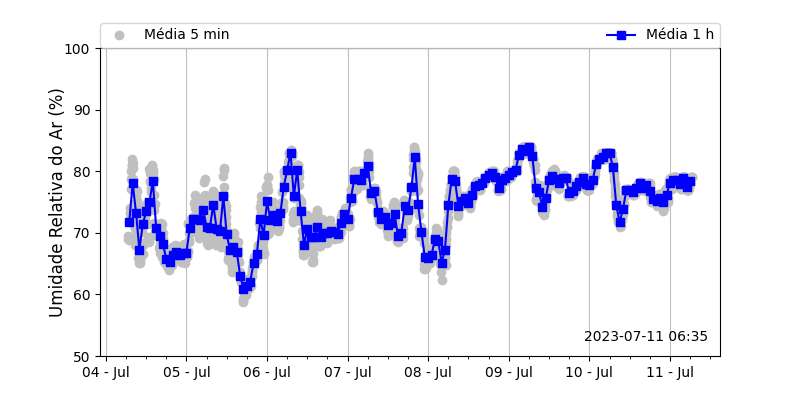 Média 5 min
Média 1 h
Umidade Relativa do Ar (%)
100
90
80
70
60
50
2023-07-11 06:35
04 - Jul
05 - Jul
06 - Jul
07 - Jul
08 - Jul
09 - Jul
10 - Jul
11 - Jul